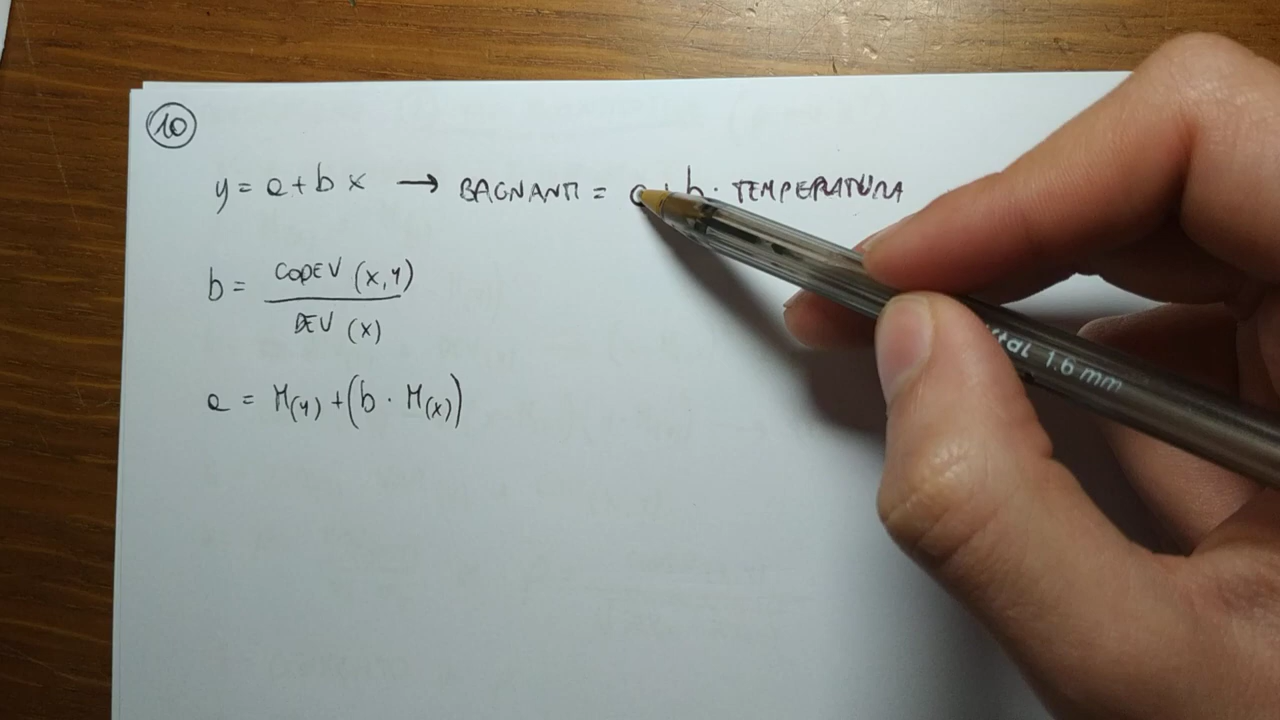 10
y = a + b x → BAGNANTI = a + b · TEMPERATURA
b = CODEV (x,y) / DEV (x)
a = M(y) + (b · M(x))
1.6 mm